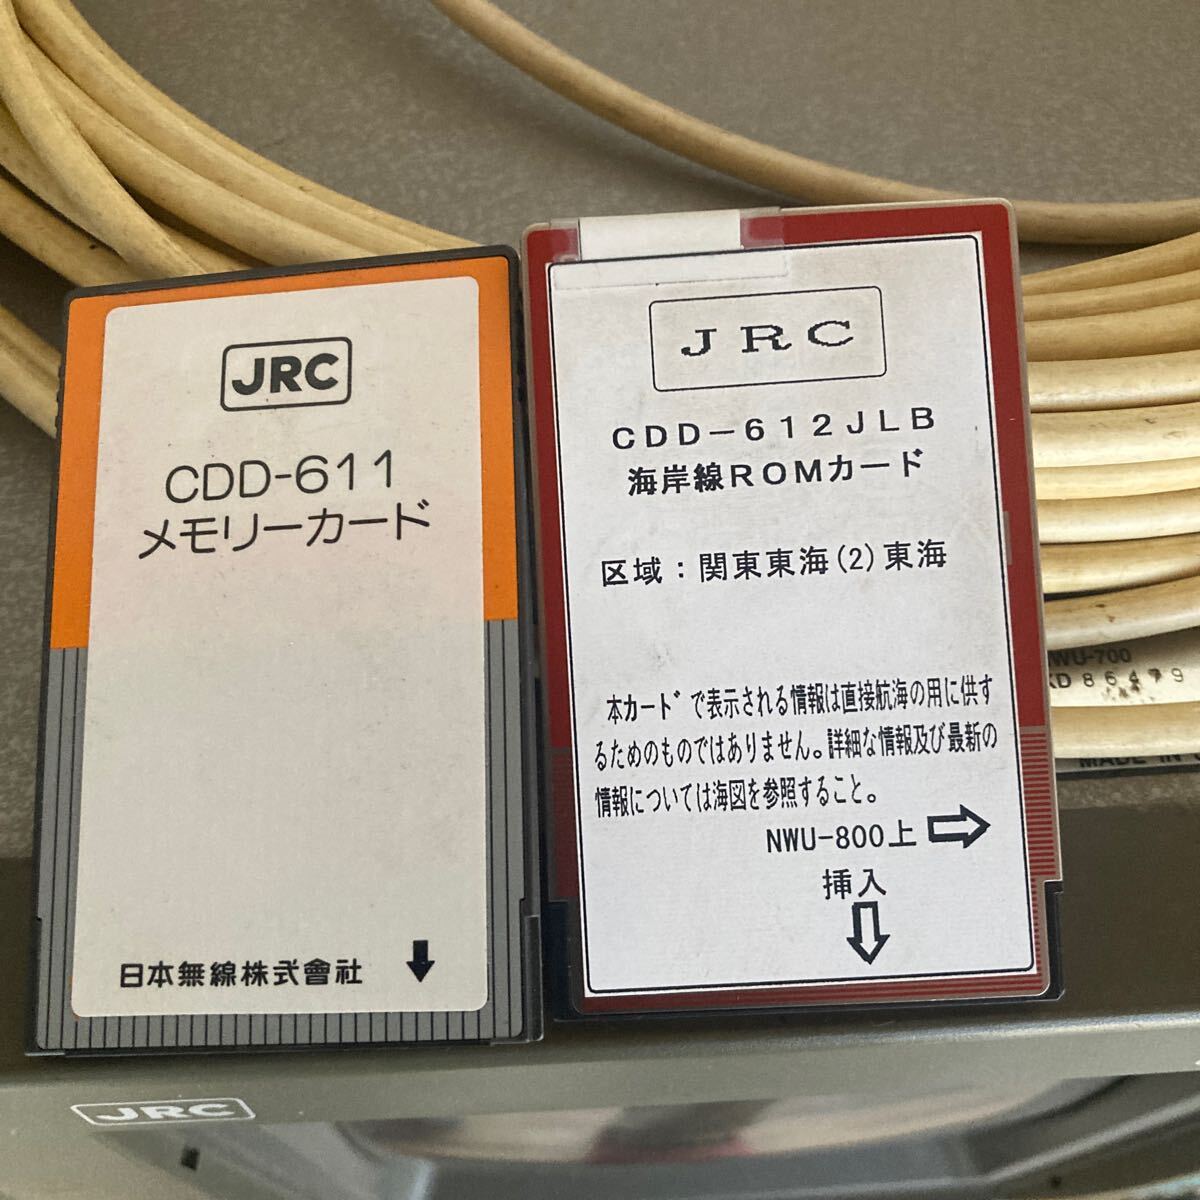 JRC
CDD-611
メモリーカード
日本無線株式會社
JRC
CDD-612JLB
海岸線ROMカード
区域：関東東海(2)東海
本カードで表示される情報は直接航海の用に供す
るためのものではありません。詳細な情報及び最新の
情報については海図を参照すること。
NWU-800上
挿入
WU-700
KD86479
MADE IN
JRC